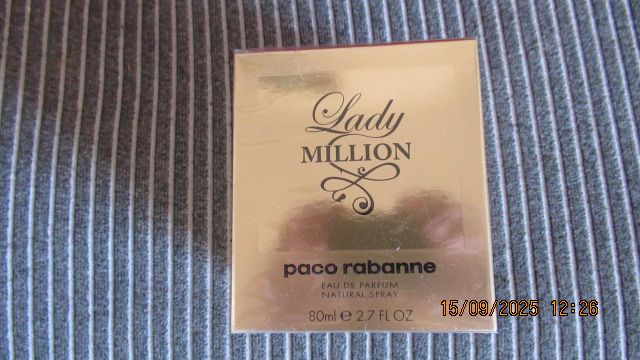 Lady
MILLION
paco rabanne
EAU DE PARFUM
NATURAL SPRAY
80ml e 2.7 FL OZ
15/09/2025 12:26